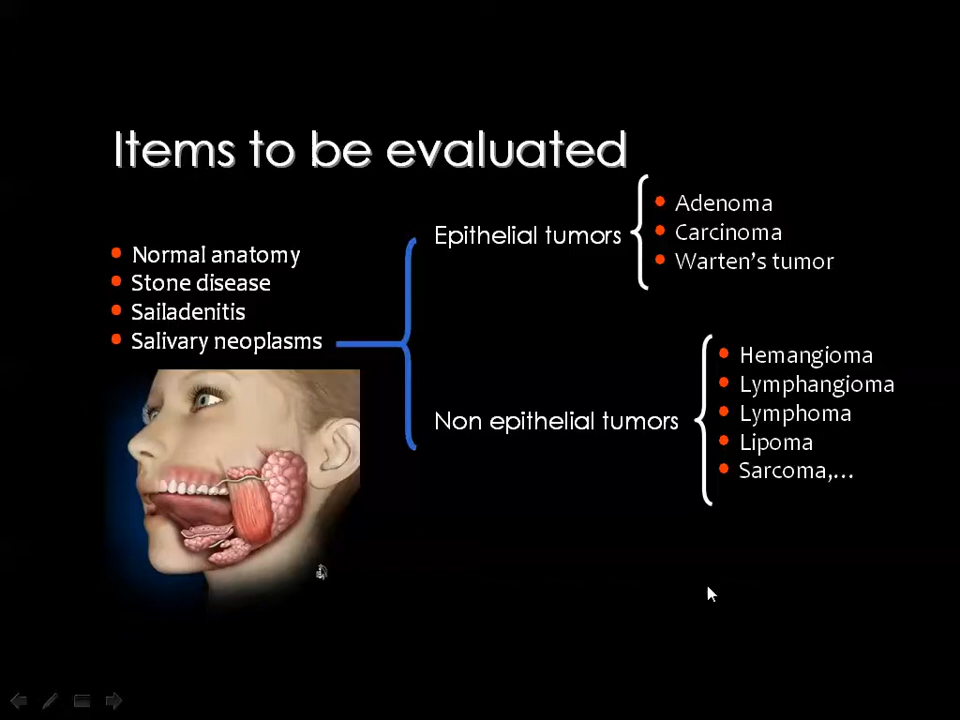 Items to be evaluated
Normal anatomy
Stone disease
Sailadenitis
Salivary neoplasms
Epithelial tumors
Adenoma
Carcinoma
Warten’s tumor
Non epithelial tumors
Hemangioma
Lymphangioma
Lymphoma
Lipoma
Sarcoma,...